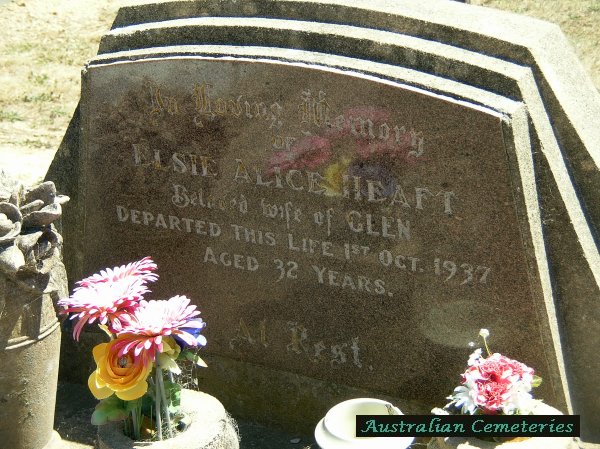 In Loving Memory
OF
ELSIE ALICE HEAFT
Beloved wife of GLEN
DEPARTED THIS LIFE 1ST OCT. 1937
AGED 32 YEARS.
At Rest.
Australian Cemeteries